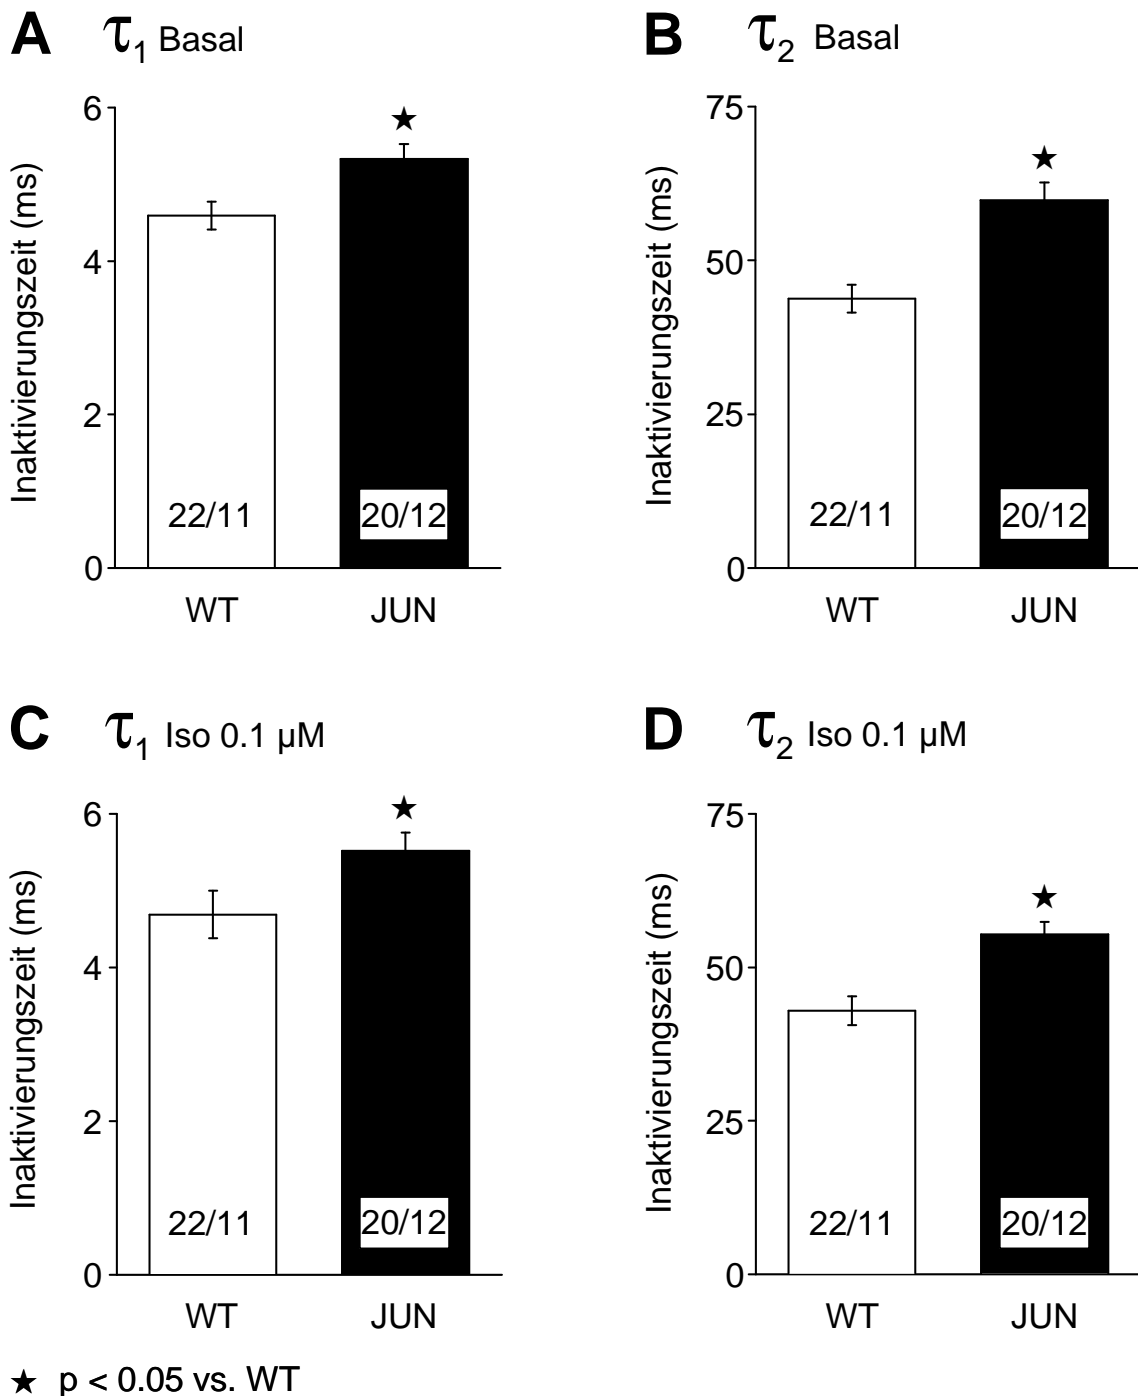 A τ1 Basal
6
4
2
0
Inaktivierungszeit (ms)
★
22/11
20/12
WT
JUN
B τ2 Basal
75
50
25
0
Inaktivierungszeit (ms)
★
22/11
20/12
WT
JUN
C τ1 Iso 0.1 µM
6
4
2
0
Inaktivierungszeit (ms)
★
22/11
20/12
WT
JUN
D τ2 Iso 0.1 µM
75
50
25
0
Inaktivierungszeit (ms)
★
22/11
20/12
WT
JUN
★ p < 0.05 vs. WT